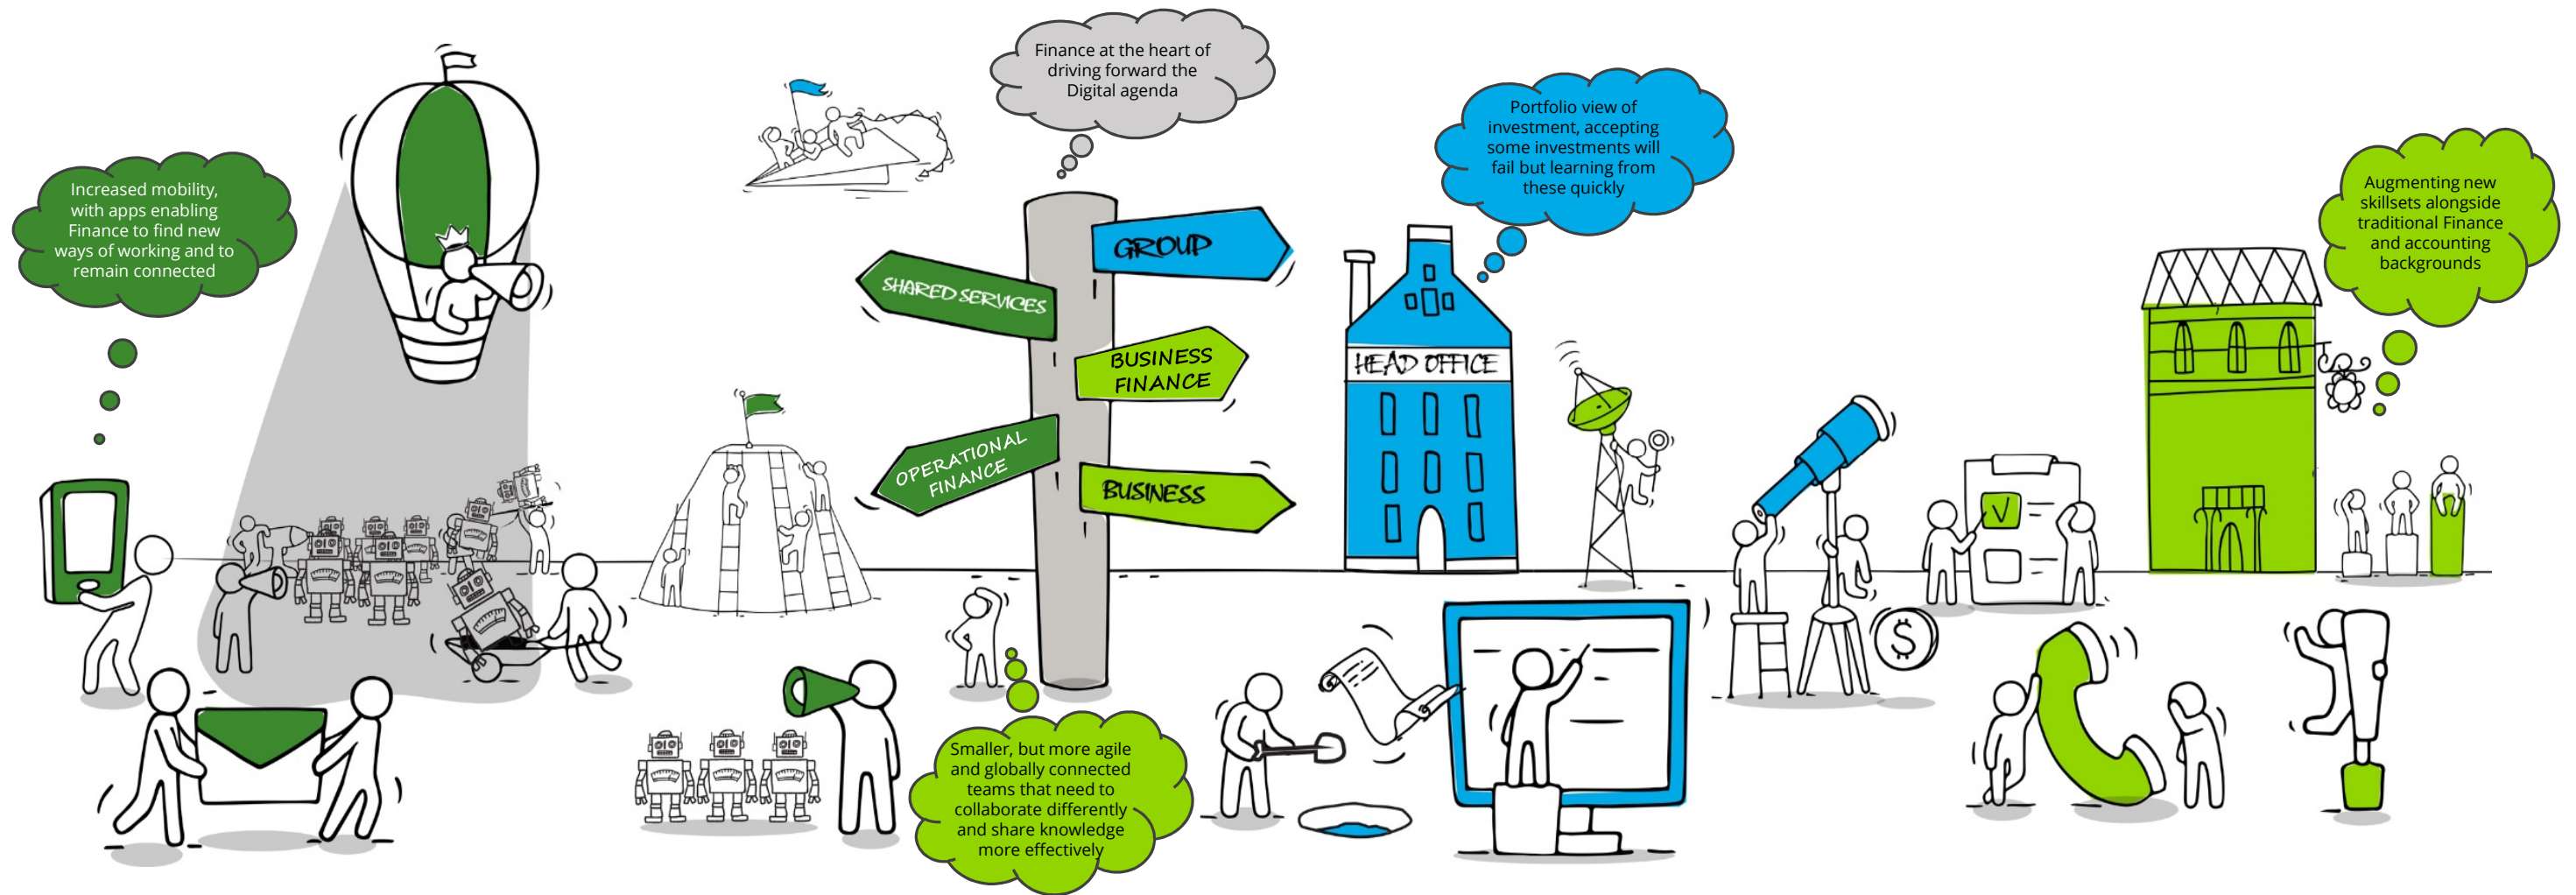 Finance at the heart of
driving forward the
Digital agenda
Portfolio view of
investment, accepting
some investments will
fail but learning from
these quickly
Increased mobility,
with apps enabling
Finance to find new
ways of working and to
remain connected
Augmenting new
skillsets alongside
traditional Finance
and accounting
backgrounds
GROUP
SHARED SERVICES
BUSINESS
FINANCE
HEAD OFFICE
OPERATIONAL
FINANCE
BUSINESS
$
Smaller, but more agile
and globally connected
teams that need to
collaborate differently
and share knowledge
more effectively